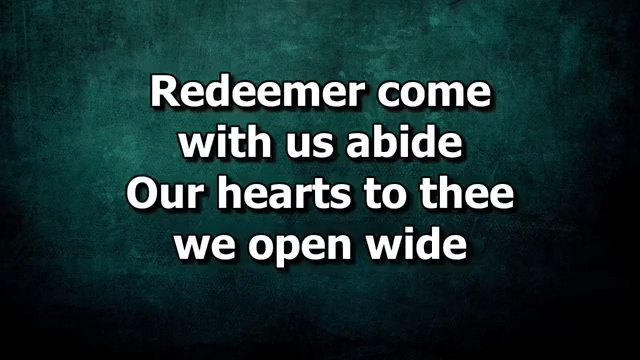 Redeemer come
with us abide
Our hearts to thee
we open wide